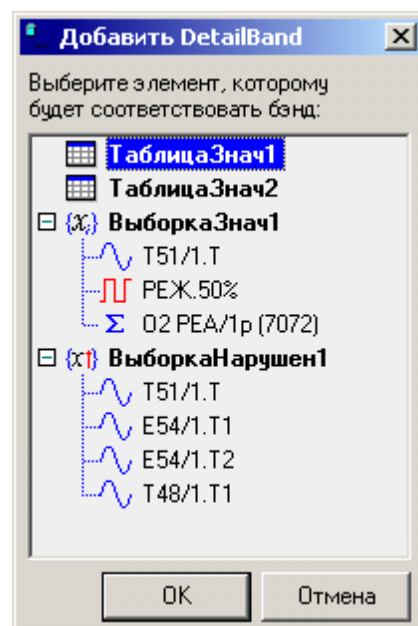 Добавить DetailBand
Выберите элемент, которому
будет соответствовать бэнд:
ТаблицаЗнач1
ТаблицаЗнач2
{X,} ВыборкаЗнач1
T51/1.T
РЕЖ.50%
Σ O2 РЕА/1р (7072)
{x↑} ВыборкаНарушен1
T51/1.T
E54/1.T1
E54/1.T2
T48/1.T1
OK Отмена